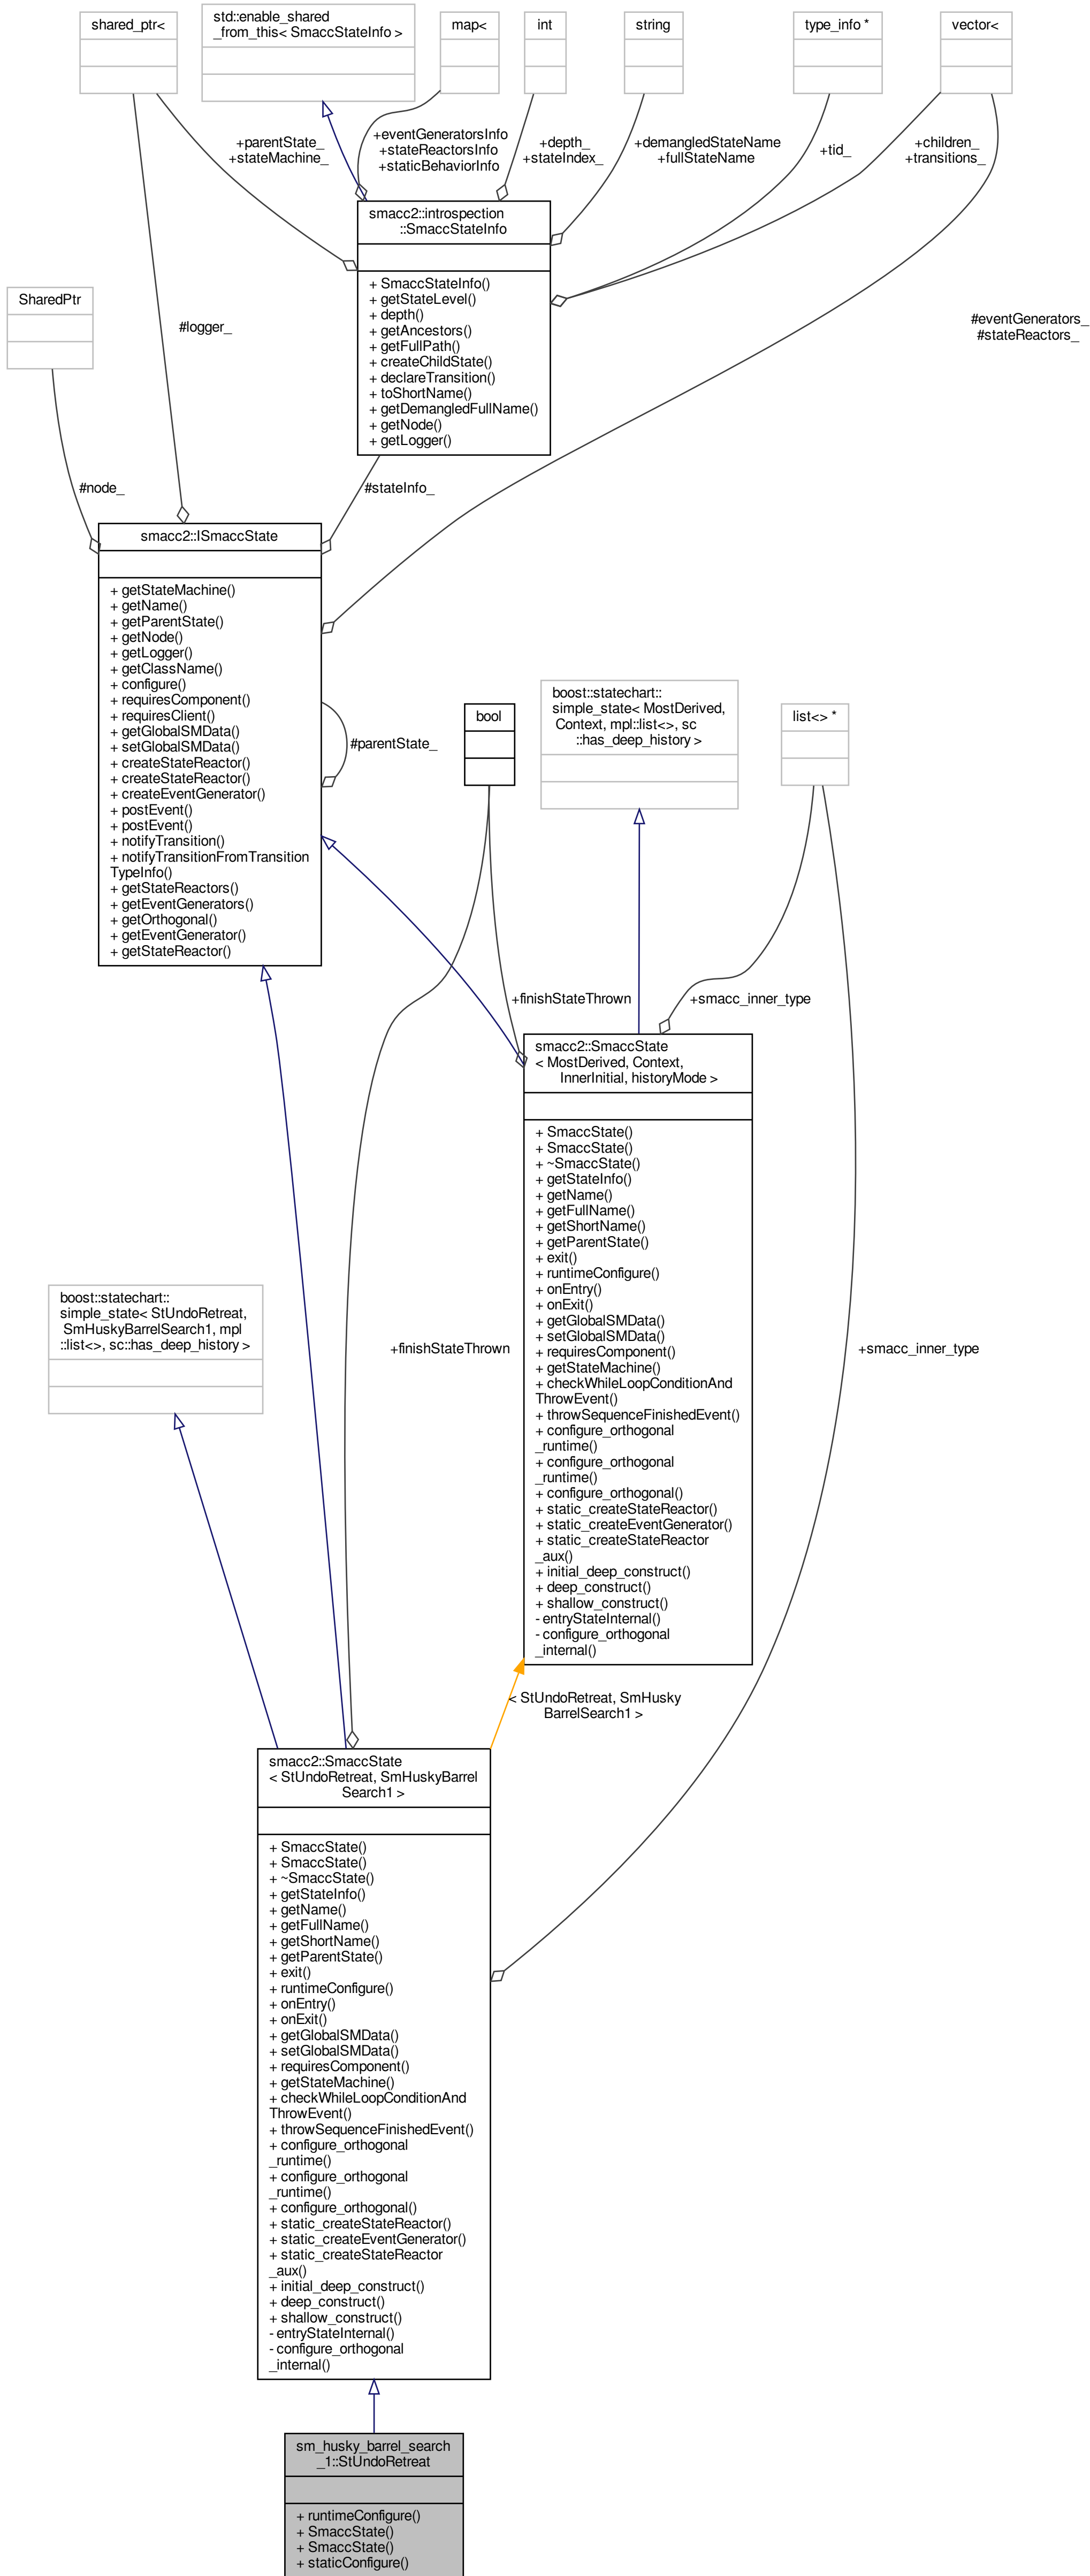 shared_ptr<
std::enable_shared
_from_this< SmaccStateInfo >
map<
int
string
type_info *
vector<
+parentState_
+stateMachine_
+eventGeneratorsInfo
+stateReactorsInfo
+staticBehaviorInfo
+depth_
+stateIndex_
+demangledStateName
+fullStateName
+tid_
+children_
+transitions_
smacc2::introspection
::SmaccStateInfo
+ SmaccStateInfo()
+ getStateLevel()
+ depth()
+ getAncestors()
+ getFullPath()
+ createChildState()
+ declareTransition()
+ toShortName()
+ getDemangledFullName()
+ getNode()
+ getLogger()
SharedPtr
#logger_
#eventGenerators_
#stateReactors_
#node_
#stateInfo_
smacc2::ISmaccState
+ getStateMachine()
+ getName()
+ getParentState()
+ getNode()
+ getLogger()
+ getClassName()
+ configure()
+ requiresComponent()
+ requiresClient()
+ getGlobalSMData()
+ setGlobalSMData()
+ createStateReactor()
+ createStateReactor()
+ createEventGenerator()
+ postEvent()
+ postEvent()
+ notifyTransition()
+ notifyTransitionFromTransition
TypeInfo()
+ getStateReactors()
+ getEventGenerators()
+ getOrthogonal()
+ getEventGenerator()
+ getStateReactor()
#parentState_
bool
boost::statechart::
simple_state< MostDerived,
Context, mpl::list<>, sc
::has_deep_history >
list<> *
+finishStateThrown
+smacc_inner_type
smacc2::SmaccState
< MostDerived, Context,
InnerInitial, historyMode >
+ SmaccState()
+ SmaccState()
+ ~SmaccState()
+ getStateInfo()
+ getName()
+ getFullName()
+ getShortName()
+ getParentState()
+ exit()
+ runtimeConfigure()
+ onEntry()
+ onExit()
+ getGlobalSMData()
+ setGlobalSMData()
+ requiresComponent()
+ getStateMachine()
+ checkWhileLoopConditionAnd
ThrowEvent()
+ throwSequenceFinishedEvent()
+ configure_orthogonal
_runtime()
+ configure_orthogonal
_runtime()
+ configure_orthogonal()
+ static_createStateReactor()
+ static_createEventGenerator()
+ static_createStateReactor
_aux()
+ initial_deep_construct()
+ deep_construct()
+ shallow_construct()
- entryStateInternal()
- configure_orthogonal
_internal()
boost::statechart::
simple_state< StUndoRetreat,
SmHuskyBarrelSearch1, mpl
::list<>, sc::has_deep_history >
+finishStateThrown
+smacc_inner_type
< StUndoRetreat, SmHusky
BarrelSearch1 >
smacc2::SmaccState
< StUndoRetreat, SmHuskyBarrel
Search1 >
+ SmaccState()
+ SmaccState()
+ ~SmaccState()
+ getStateInfo()
+ getName()
+ getFullName()
+ getShortName()
+ getParentState()
+ exit()
+ runtimeConfigure()
+ onEntry()
+ onExit()
+ getGlobalSMData()
+ setGlobalSMData()
+ requiresComponent()
+ getStateMachine()
+ checkWhileLoopConditionAnd
ThrowEvent()
+ throwSequenceFinishedEvent()
+ configure_orthogonal
_runtime()
+ configure_orthogonal
_runtime()
+ configure_orthogonal()
+ static_createStateReactor()
+ static_createEventGenerator()
+ static_createStateReactor
_aux()
+ initial_deep_construct()
+ deep_construct()
+ shallow_construct()
- entryStateInternal()
- configure_orthogonal
_internal()
sm_husky_barrel_search
_1::StUndoRetreat
+ runtimeConfigure()
+ SmaccState()
+ SmaccState()
+ staticConfigure()